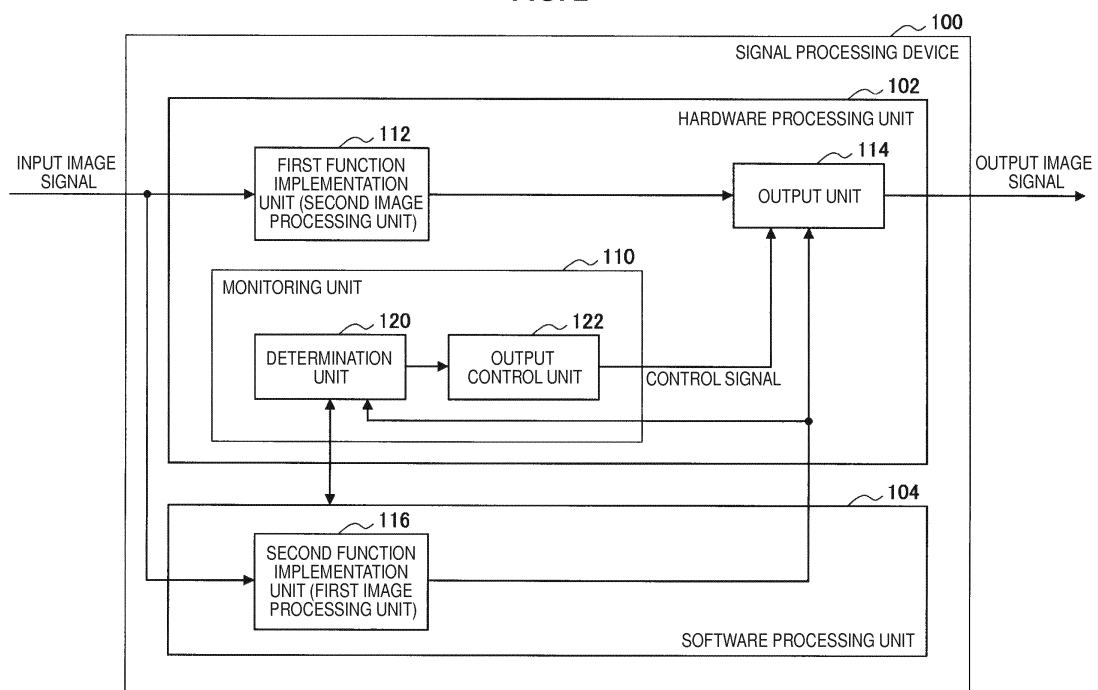 100
SIGNAL PROCESSING DEVICE
102
HARDWARE PROCESSING UNIT
INPUT IMAGE
SIGNAL
112
FIRST FUNCTION
IMPLEMENTATION
UNIT (SECOND IMAGE
PROCESSING UNIT)
114
OUTPUT UNIT
OUTPUT IMAGE
SIGNAL
110
MONITORING UNIT
120
DETERMINATION
UNIT
122
OUTPUT
CONTROL UNIT
CONTROL SIGNAL
104
116
SECOND FUNCTION
IMPLEMENTATION
UNIT (FIRST IMAGE
PROCESSING UNIT)
SOFTWARE PROCESSING UNIT